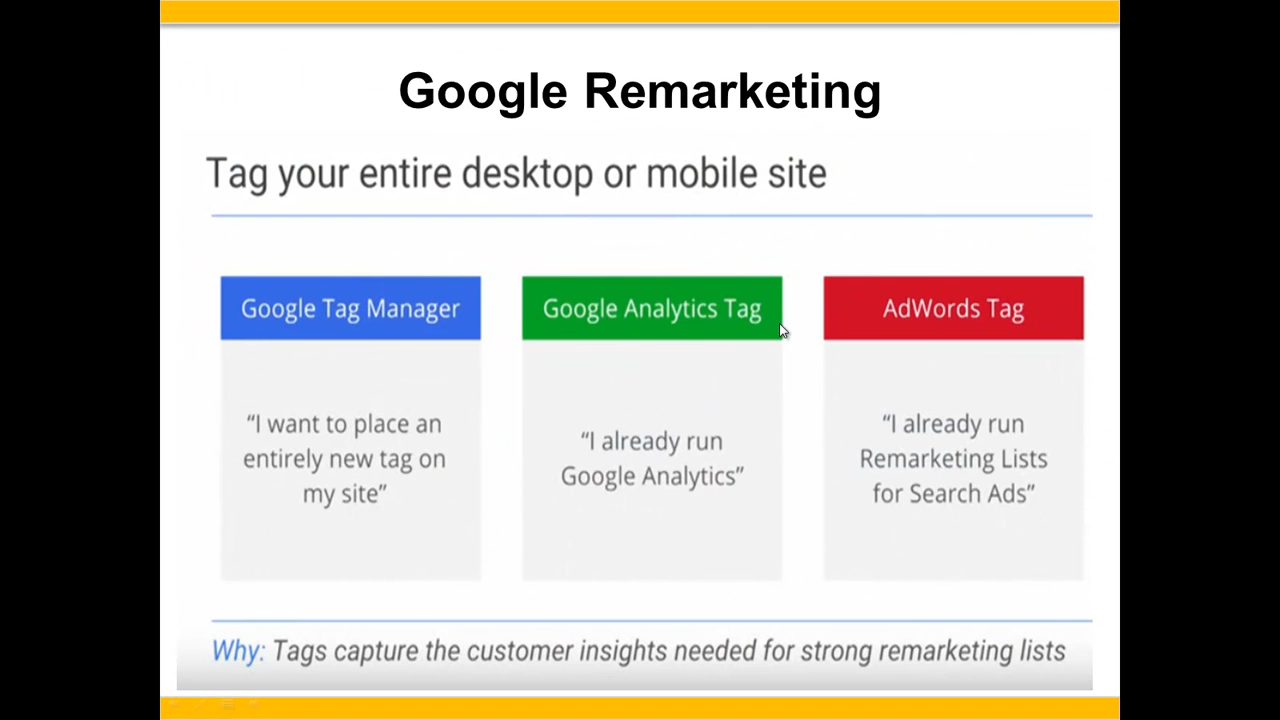 Google Remarketing
Tag your entire desktop or mobile site
Google Tag Manager
“I want to place an
entirely new tag on
my site”
Google Analytics Tag
“I already run
Google Analytics”
AdWords Tag
“I already run
Remarketing Lists
for Search Ads”
Why: Tags capture the customer insights needed for strong remarketing lists